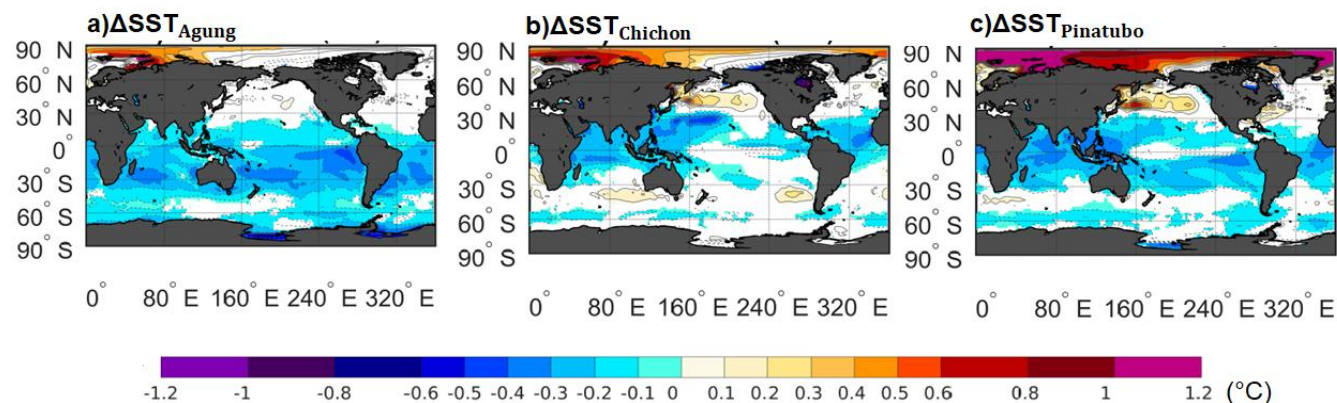 a)ΔSST_Agung
b)ΔSST_Chichon
c)ΔSST_Pinatubo
90° N
60° N
30° N
0°
30° S
60° S
90° S
0° 80° E 160° E 240° E 320° E
90° N
60° N
30° N
0°
30° S
60° S
90° S
0° 80° E 160° E 240° E 320° E
90° N
60° N
30° N
0°
30° S
60° S
90° S
0° 80° E 160° E 240° E 320° E
-1.2 -1 -0.8 -0.6 -0.5 -0.4 -0.3 -0.2 -0.1 0 0.1 0.2 0.3 0.4 0.5 0.6 0.8 1 1.2 (°C)